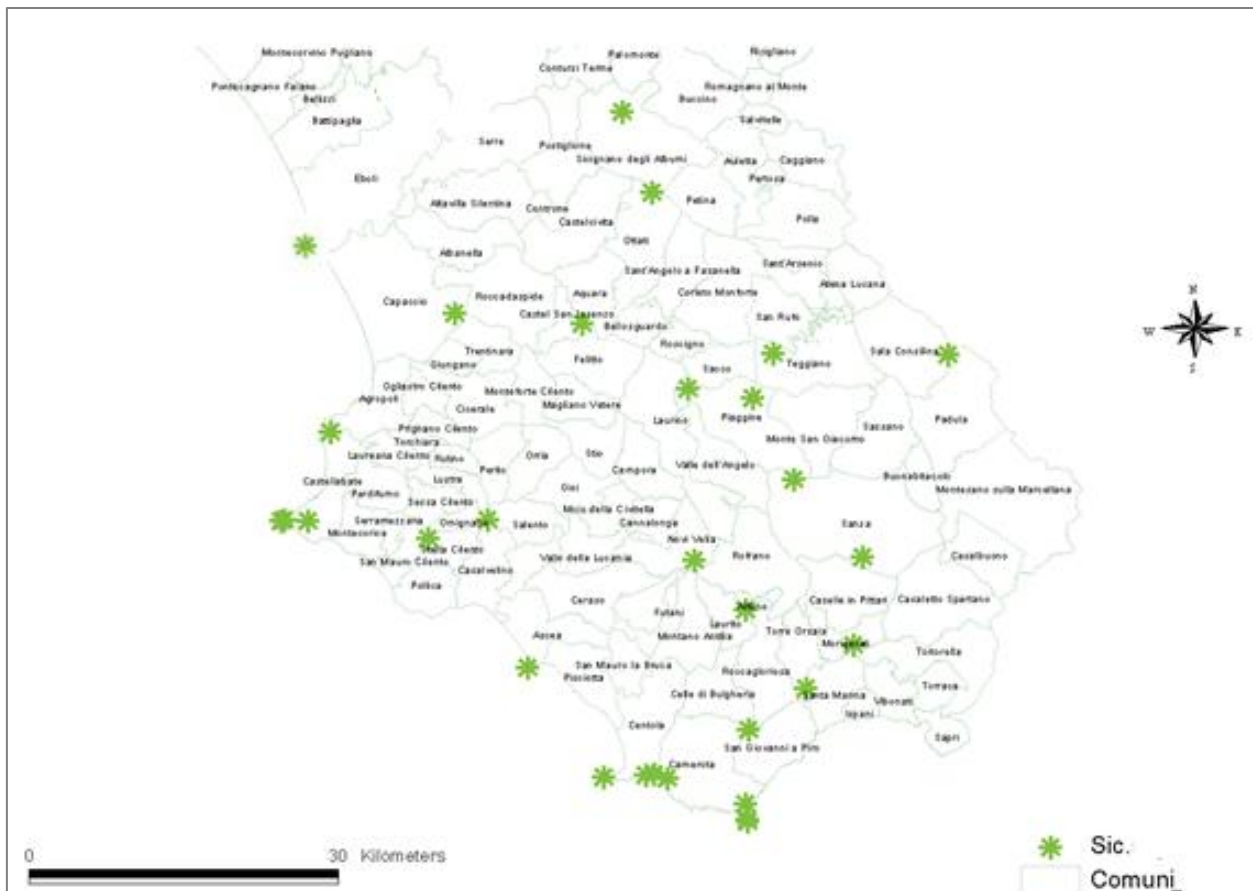 Montecorvino Pugliano
Palomonte
Ricigliano
Contursi Terme
Pontecagnano Faiano
Romagnano al Monte
Bellizzi
Buccino
Battipaglia
Salvitelle
Serre
Postiglione
Sicignano degli Alburni
Auletta
Caggiano
Eboli
Pertosa
Petina
Altavilla Silentina
Controne
Castelcivita
Polla
Ottati
Albanella
Sant'Angelo a Fasanella
Sant'Arsenio
Atena Lucana
Capaccio
Roccadaspide
Aquara
Corleto Monforte
Castel San Lorenzo
San Rufo
Bellosguardo
Roscigno
Trentinara
Felitto
Sala Consilina
Giungano
Sacco
Teggiano
Ogliastro Cilento
Monteforte Cilento
Agropoli
Cicerale
Magliano Vetere
Laurino
Piaggine
Padula
Prignano Cilento
Sassano
Torchiara
Monte San Giacomo
Laureana Cilento
Rutino
Orria
Stio
Perito
Campora
Valle dell'Angelo
Castellabate
Lustra
Buonabitacolo
Perdifumo
Gioi
Montesano sulla Marcellana
Sessa Cilento
Moio della Civitella
Serramezzana
Omignano
Salento
Cannalonga
Sanza
Montecorice
Novi Velia
Stella Cilento
Rofrano
Casalbuono
San Mauro Cilento
Valle della Lucania
Casalvelino
Pollica
Ceraso
Caselle in Pittari
Casaletto Spartano
Alfano
Futani
Laurito
Torre Orsaia
Ascea
Montano Antilia
Morigerati
Tortorella
San Mauro la Bruca
Roccagloriosa
Pisciotta
Celle di Bulgheria
Santa Marina
Torraca
Vibonati
Ispani
Centola
Sapri
San Giovanni a Piro
Camerota
N
W
E
S
0
30 Kilometers
Sic.
Comuni